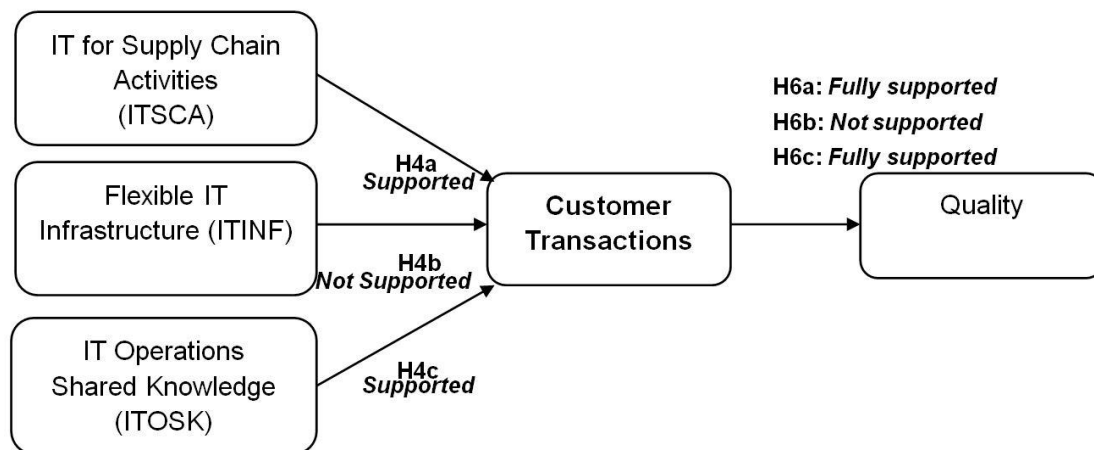 IT for Supply Chain
Activities
(ITSCA)
H6a: Fully supported
H6b: Not supported
H6c: Fully supported
H4a
Supported
Flexible IT
Infrastructure (ITINF)
Customer
Transactions
Quality
H4b
Not Supported
IT Operations
Shared Knowledge
(ITOSK)
H4c
Supported